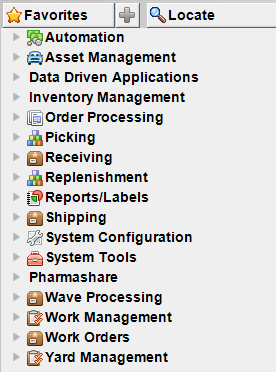 Favorites Locate
Automation
Asset Management
Data Driven Applications
Inventory Management
Order Processing
Picking
Receiving
Replenishment
Reports/Labels
Shipping
System Configuration
System Tools
Pharmashare
Wave Processing
Work Management
Work Orders
Yard Management